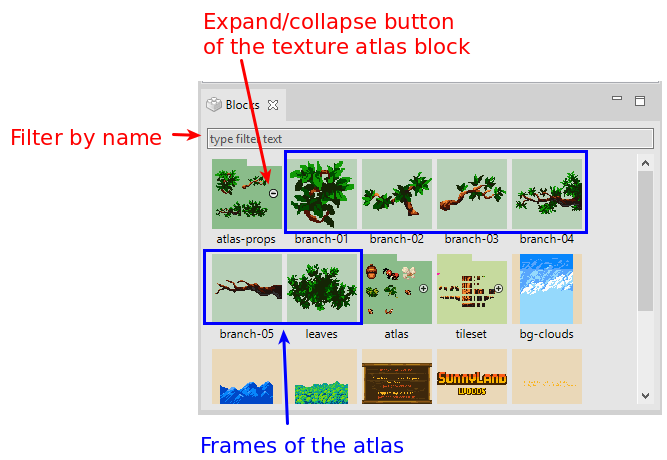 Expand/collapse button
of the texture atlas block
Blocks
Filter by name
type filter text
atlas-props branch-01 branch-02 branch-03 branch-04
branch-05 leaves atlas tileset bg-clouds
SUNNYLAND
WOODS
Frames of the atlas